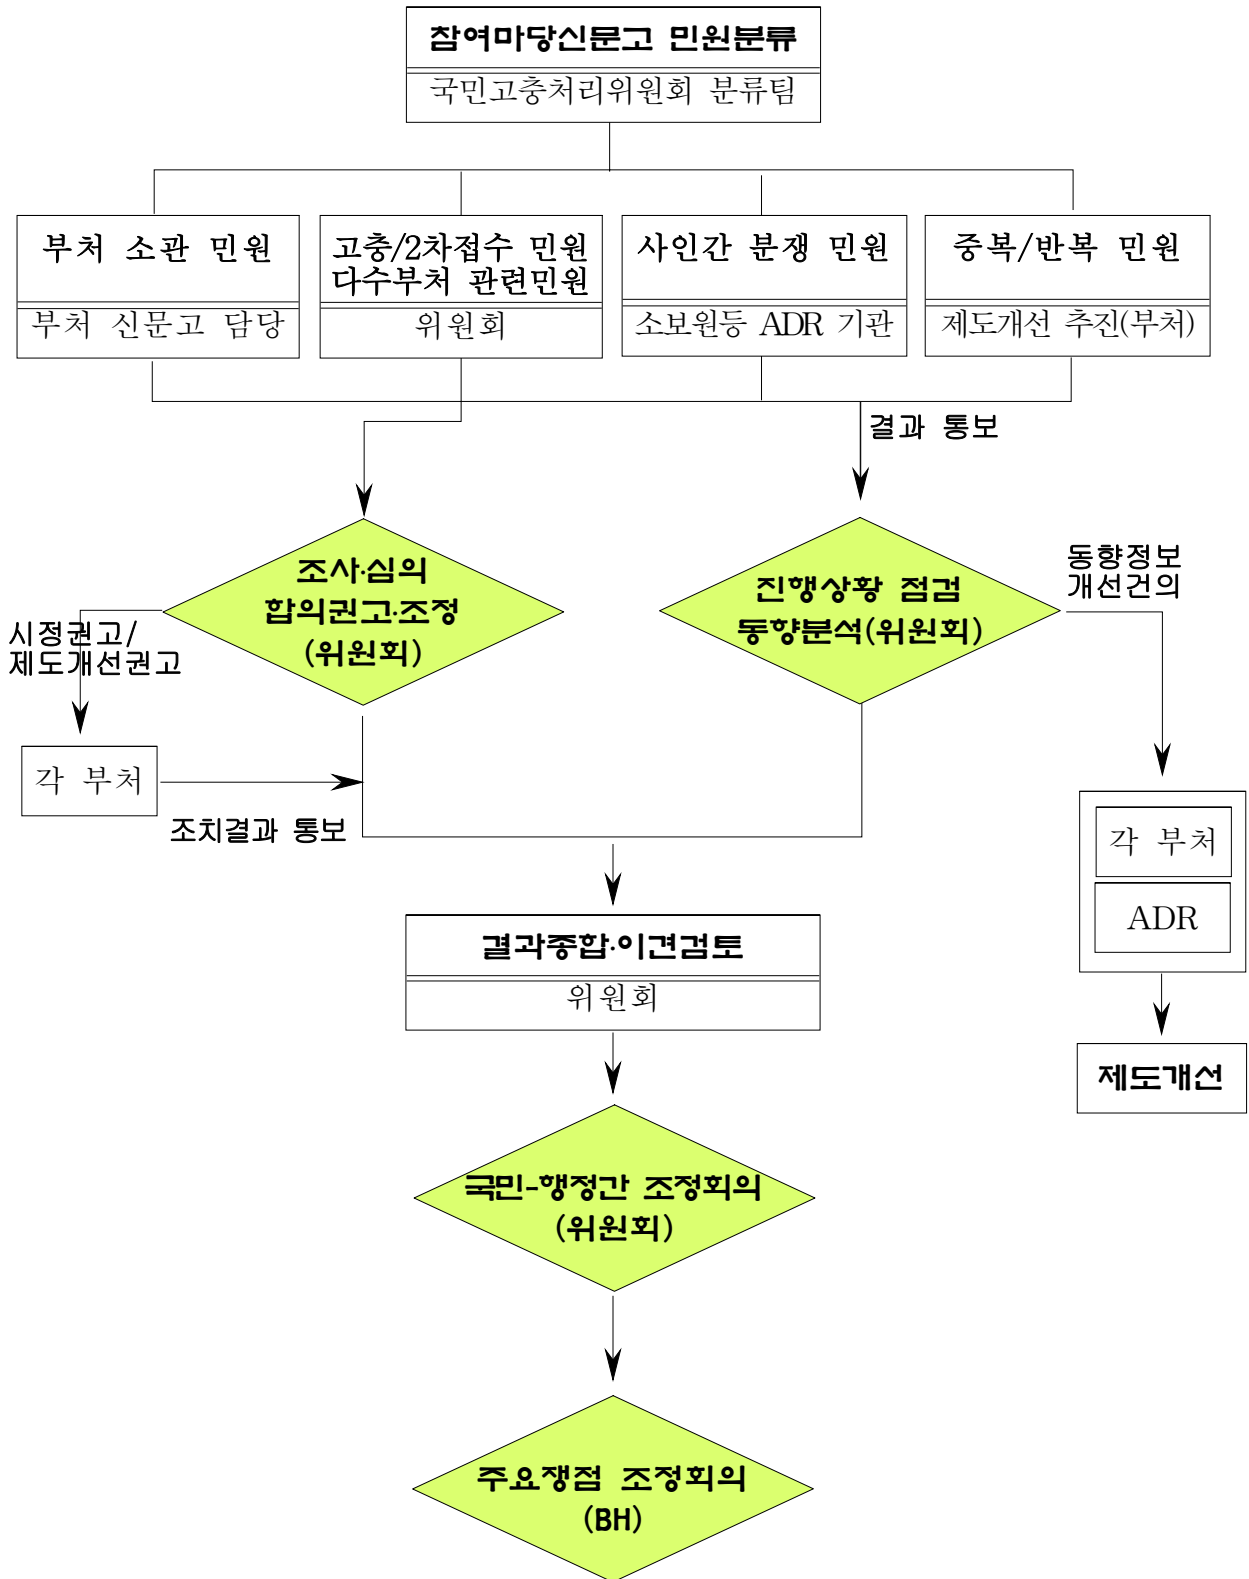 참여마당신문고 민원분류
국민고충처리위원회 분류팀
부처 소관 민원
부처 신문고 담당
고충/2차접수 민원
다수부처 관련민원
위원회
사인간 분쟁 민원
소보원등 ADR 기관
중복/반복 민원
제도개선 추진(부처)
결과 통보
조사·심의
합의권고·조정
(위원회)
진행상황 점검
동향분석(위원회)
동향정보
개선건의
시정권고/
제도개선권고
각 부처
조치결과 통보
각 부처
ADR
결과종합·이견검토
위원회
제도개선
국민-행정간 조정회의
(위원회)
주요쟁점 조정회의
(BH)